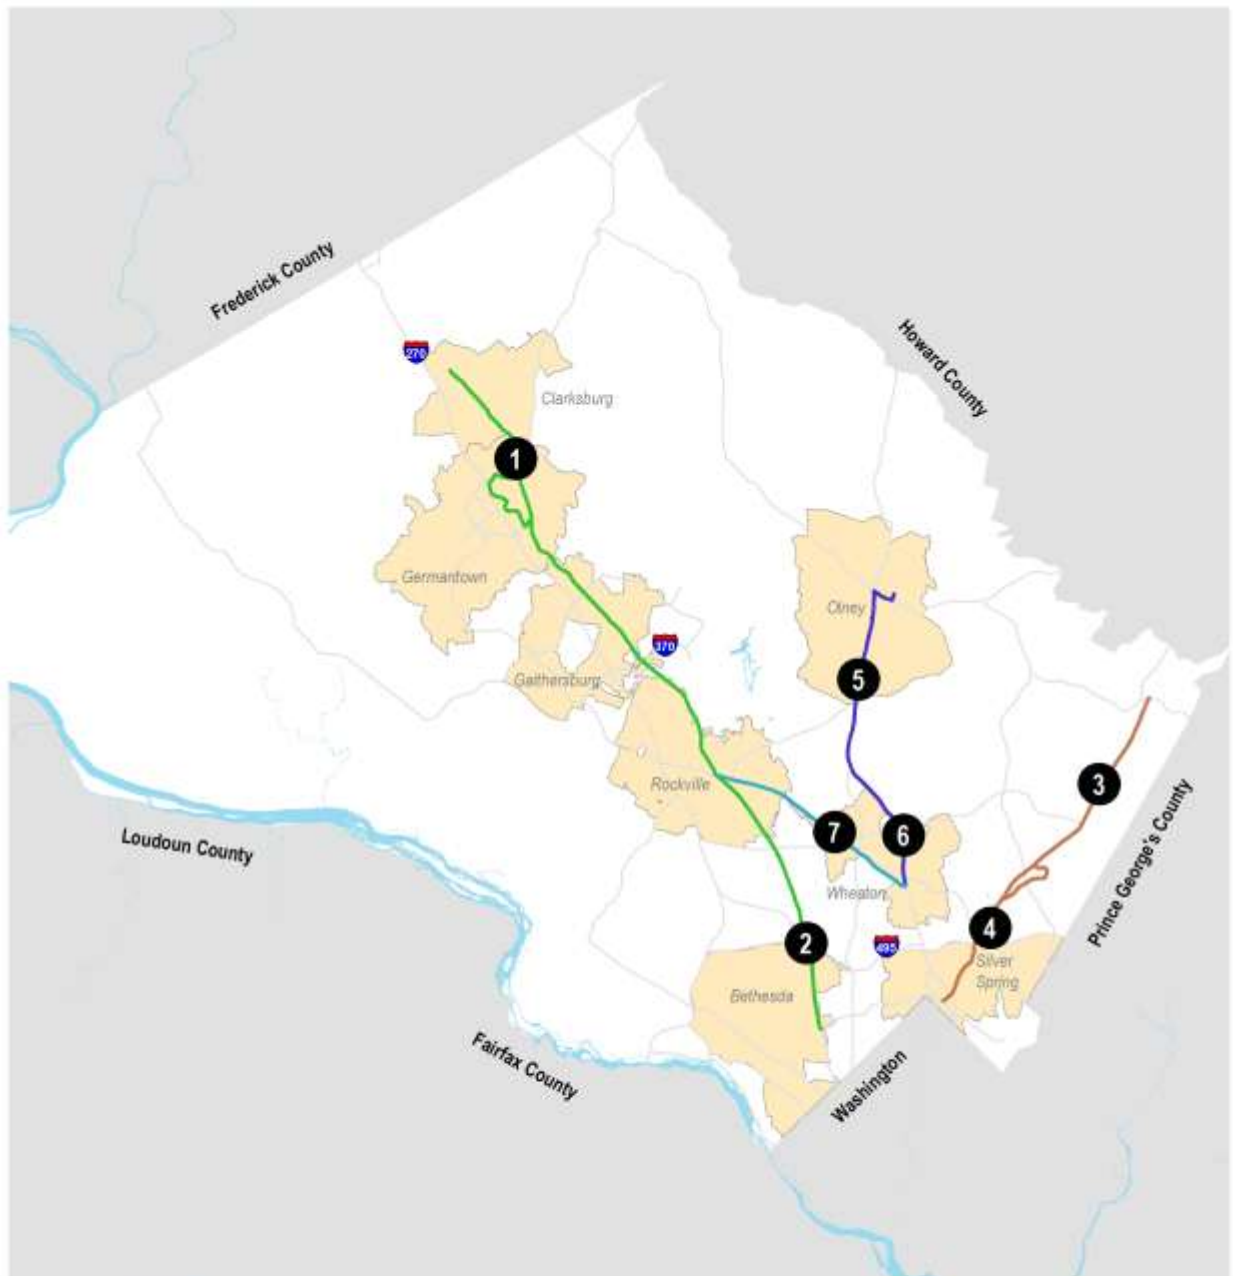 Frederick County
Howard County
270
Clarksburg
1
Germantown
Olney
370
Gaithersburg
5
Rockville
3
7
6
Loudoun County
Prince George's County
Wheaton
4
2
495
Silver
Spring
Bethesda
Fairfax County
Washington